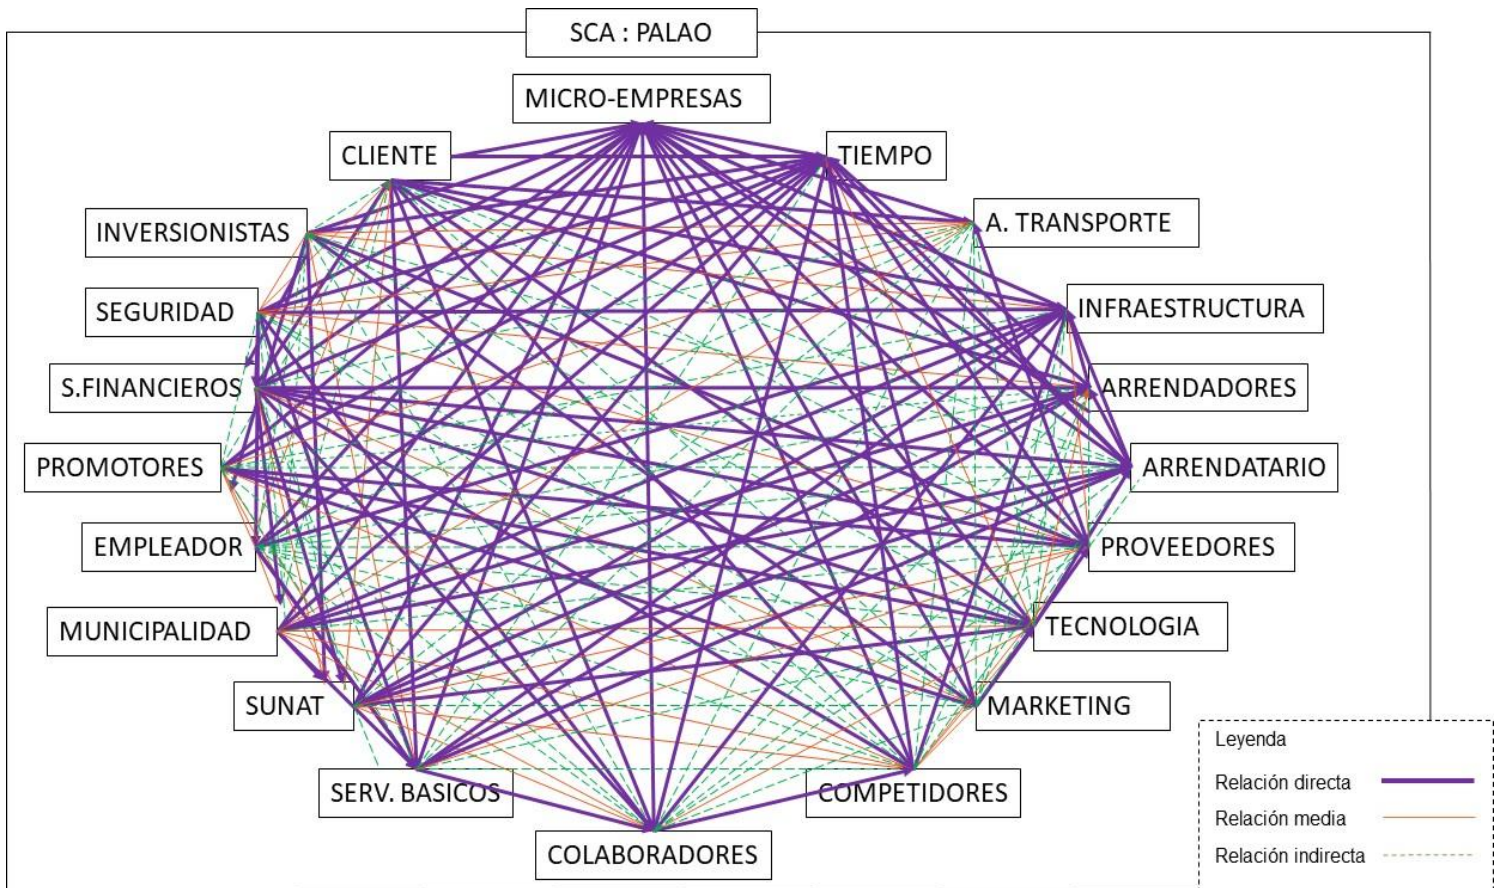 SCA : PALAO
MICRO-EMPRESAS
CLIENTE
TIEMPO
INVERSIONISTAS
A. TRANSPORTE
SEGURIDAD
INFRAESTRUCTURA
S.FINANCIEROS
ARRENDADORES
PROMOTORES
ARRENDATARIO
EMPLEADOR
PROVEEDORES
MUNICIPALIDAD
TECNOLOGIA
SUNAT
MARKETING
SERV. BASICOS
COMPETIDORES
COLABORADORES
Leyenda
Relación directa
Relación media
Relación indirecta